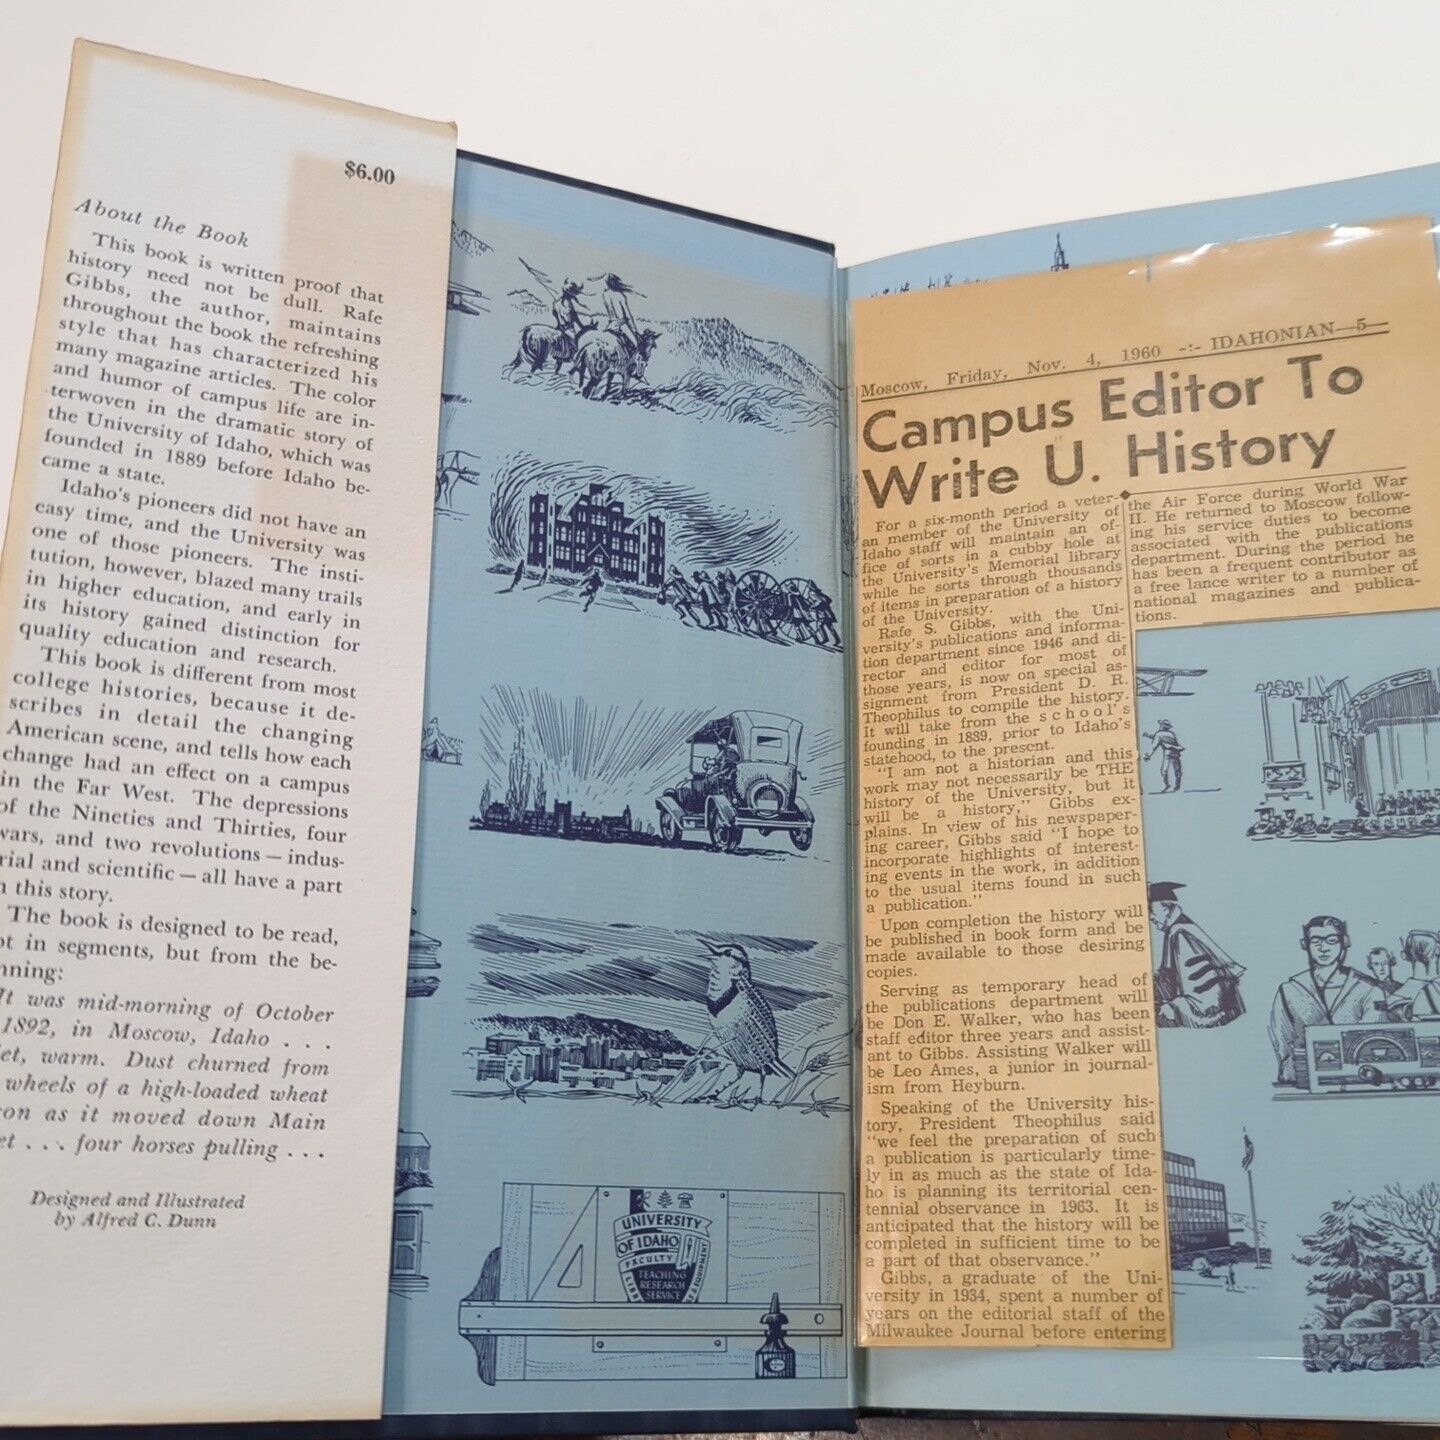 $6.00
About the Book
This book is written proof that
history need not be dull. Rafe
Gibbs, the author, maintains
throughout the book the refreshing
style that has characterized his
many magazine articles. The color
and humor of campus life are in-
terwoven in the dramatic story of
the University of Idaho, which was
founded in 1889 before Idaho be-
came a state.
Idaho's pioneers did not have an
easy time, and the University was
one of those pioneers. The insti-
tution, however, blazed many trails
in higher education, and early in
its history gained distinction for
quality education and research.
This book is different from most
college histories, because it de-
scribes in detail the changing
American scene, and tells how each
change had an effect on a campus
in the Far West. The depressions
of the Nineties and Thirties, four
wars, and two revolutions — indus-
rial and scientific — all have a part
this story.
The book is designed to be read,
in segments, but from the be-
nning:
It was mid-morning of October
1892, in Moscow, Idaho . . .
warm. Dust churned from
wheels of a high-loaded wheat
as it moved down Main
. . . four horses pulling . . .
Designed and Illustrated
by Alfred C. Dunn
UNIVERSITY
OF IDAHO
FACULTY
TEACHING
RESEARCH
SERVICE
Moscow, Friday, Nov. 4, 1960 -:- IDAHONIAN—5—
Campus Editor To
Write U. History
For a six-month period a veter-
an member of the University of
Idaho staff will maintain an of-
fice of sorts in a cubby hole at
the University's Memorial library
while he sorts through thousands
of items in preparation of a history
of the University.
Rafe S. Gibbs, with the Uni-
versity's publications and informa-
tion department since 1946 and di-
rector and editor for most of
those years, is now on special as-
signment from President D. R.
Theophilus to compile the history.
It will take from the school's
founding in 1889, prior to Idaho's
statehood, to the present.
"I am not a historian and this
work may not necessarily be THE
history of the University, but it
will be a history," Gibbs ex-
plains. In view of his newspaper-
ing career, Gibbs said "I hope to
incorporate highlights of interest-
ing events in the work, in addition
to the usual items found in such
a publication."
Upon completion the history will
be published in book form and be
made available to those desiring
copies.
Serving as temporary head of
the publications department will
be Don E. Walker, who has been
staff editor three years and assist-
ant to Gibbs. Assisting Walker will
be Leo Ames, a junior in journal-
ism from Heyburn.
Speaking of the University his-
tory, President Theophilus said
"we feel the preparation of such
a publication is particularly time-
ly in as much as the state of Ida-
ho is planning its territorial cen-
tennial observance in 1963. It is
anticipated that the history will be
completed in sufficient time to be
a part of that observance."
Gibbs, a graduate of the Uni-
versity in 1934, spent a number of
years on the editorial staff of the
Milwaukee Journal before entering
the Air Force during World War
II. He returned to Moscow follow-
ing his service duties to become
associated with the publications
department. During the period he
has been a frequent contributor as
a free lance writer to a number of
national magazines and publica-
tions.